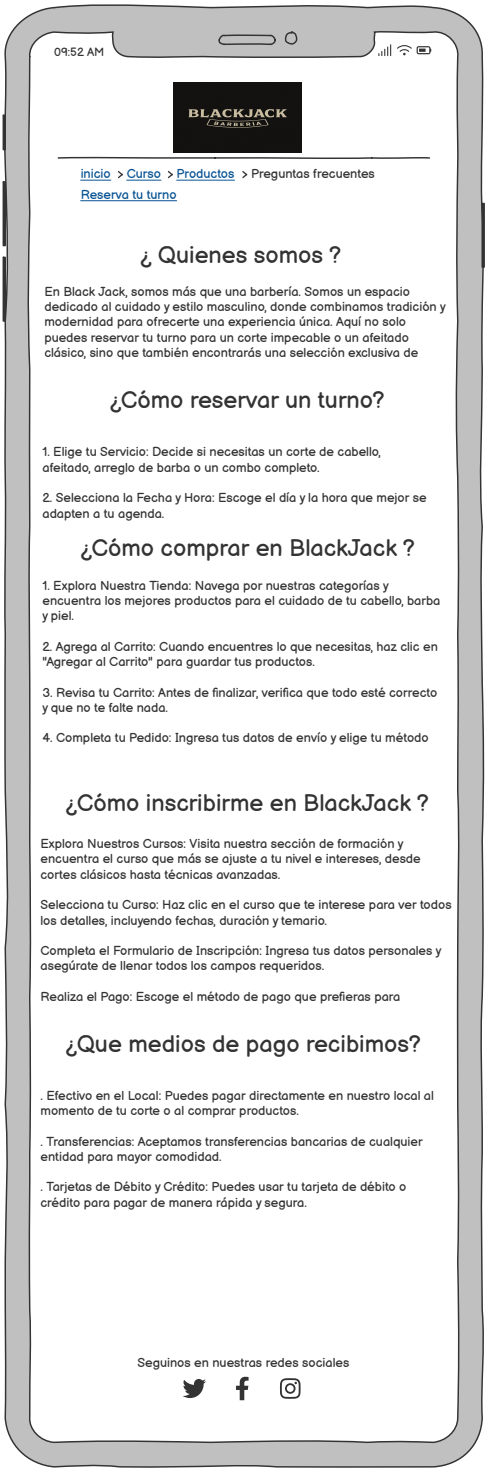 09:52 AM
BLACKJACK
BARBERIA
inicio > Curso > Productos > Preguntas frecuentes
Reserva tu turno
¿ Quienes somos ?
En Black Jack, somos más que una barbería. Somos un espacio
dedicado al cuidado y estilo masculino, donde combinamos tradición y
modernidad para ofrecerte una experiencia única. Aquí no solo
puedes reservar tu turno para un corte impecable o un afeitado
clásico, sino que también encontrarás una selección exclusiva de
¿Cómo reservar un turno?
1. Elige tu Servicio: Decide si necesitas un corte de cabello,
afeitado, arreglo de barba o un combo completo.
2. Selecciona la Fecha y Hora: Escoge el día y la hora que mejor se
adapten a tu agenda.
¿Cómo comprar en BlackJack ?
1. Explora Nuestra Tienda: Navega por nuestras categorías y
encuentra los mejores productos para el cuidado de tu cabello, barba
y piel.
2. Agrega al Carrito: Cuando encuentres lo que necesitas, haz clic en
"Agregar al Carrito" para guardar tus productos.
3. Revisa tu Carrito: Antes de finalizar, verifica que todo esté correcto
y que no te falte nada.
4. Completa tu Pedido: Ingresa tus datos de envío y elige tu método
¿Cómo inscribirme en BlackJack ?
Explora Nuestros Cursos: Visita nuestra sección de formación y
encuentra el curso que más se ajuste a tu nivel e intereses, desde
cortes clásicos hasta técnicas avanzadas.
Selecciona tu Curso: Haz clic en el curso que te interese para ver todos
los detalles, incluyendo fechas, duración y temario.
Completa el Formulario de Inscripción: Ingresa tus datos personales y
asegúrate de llenar todos los campos requeridos.
Realiza el Pago: Escoge el método de pago que prefieras para
¿Que medios de pago recibimos?
. Efectivo en el Local: Puedes pagar directamente en nuestro local al
momento de tu corte o al comprar productos.
. Transferencias: Aceptamos transferencias bancarias de cualquier
entidad para mayor comodidad.
. Tarjetas de Débito y Crédito: Puedes usar tu tarjeta de débito o
crédito para pagar de manera rápida y segura.
Seguinos en nuestras redes sociales